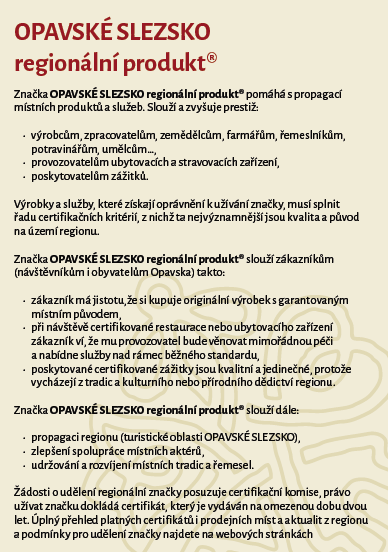 OPAVSKÉ SLEZSKO
regionální produkt®
Značka OPAVSKÉ SLEZSKO regionální produkt® pomáhá s propagací
místních produktů a služeb. Slouží a zvyšuje prestiž:
· výrobcům, zpracovatelům, zemědělcům, farmářům, řemeslníkům,
potravinářům, umělcům...,
· provozovatelům ubytovacích a stravovacích zařízení,
· poskytovatelům zážitků.
Výrobky a služby, které získají oprávnění k užívání značky, musí splnit
řadu certifikačních kritérií, z nichž ta nejvýznamnější jsou kvalita a původ
na území regionu.
Značka OPAVSKÉ SLEZSKO regionální produkt® slouží zákazníkům
(návštěvníkům i obyvatelům Opavska) takto:
· zákazník má jistotu, že si kupuje originální výrobek s garantovaným
místním původem,
· při návštěvě certifikované restaurace nebo ubytovacího zařízení
zákazník ví, že mu provozovatel bude věnovat mimořádnou péči
a nabídne služby nad rámec běžného standardu,
· poskytované certifikované zážitky jsou kvalitní a jedinečné, protože
vycházejí z tradic a kulturního nebo přírodního dědictví regionu.
Značka OPAVSKÉ SLEZSKO regionální produkt® slouží dále:
· propagaci regionu (turistické oblasti OPAVSKÉ SLEZSKO),
· zlepšení spolupráce místních aktérů,
· udržování a rozvíjení místních tradic a řemesel.
Žádosti o udělení regionální značky posuzuje certifikační komise, právo
užívat značku dokládá certifikát, který je vydáván na omezenou dobu dvou
let. Úplný přehled platných certifikátů i prodejních míst a aktualit z regionu
a podmínky pro udělení značky najdete na webových stránkách